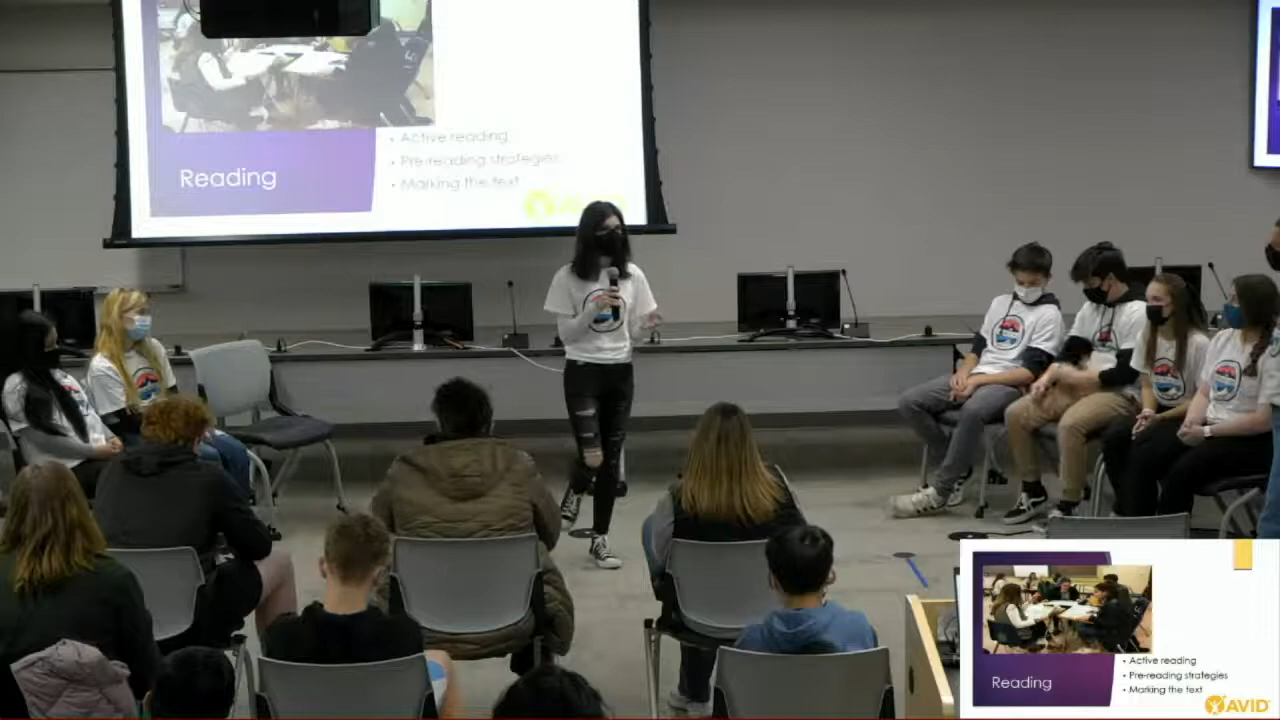 Reading
• Active reading
• Pre-reading strategies
• Marking the text
Reading
• Active reading
• Pre-reading strategies
• Marking the text
AVID